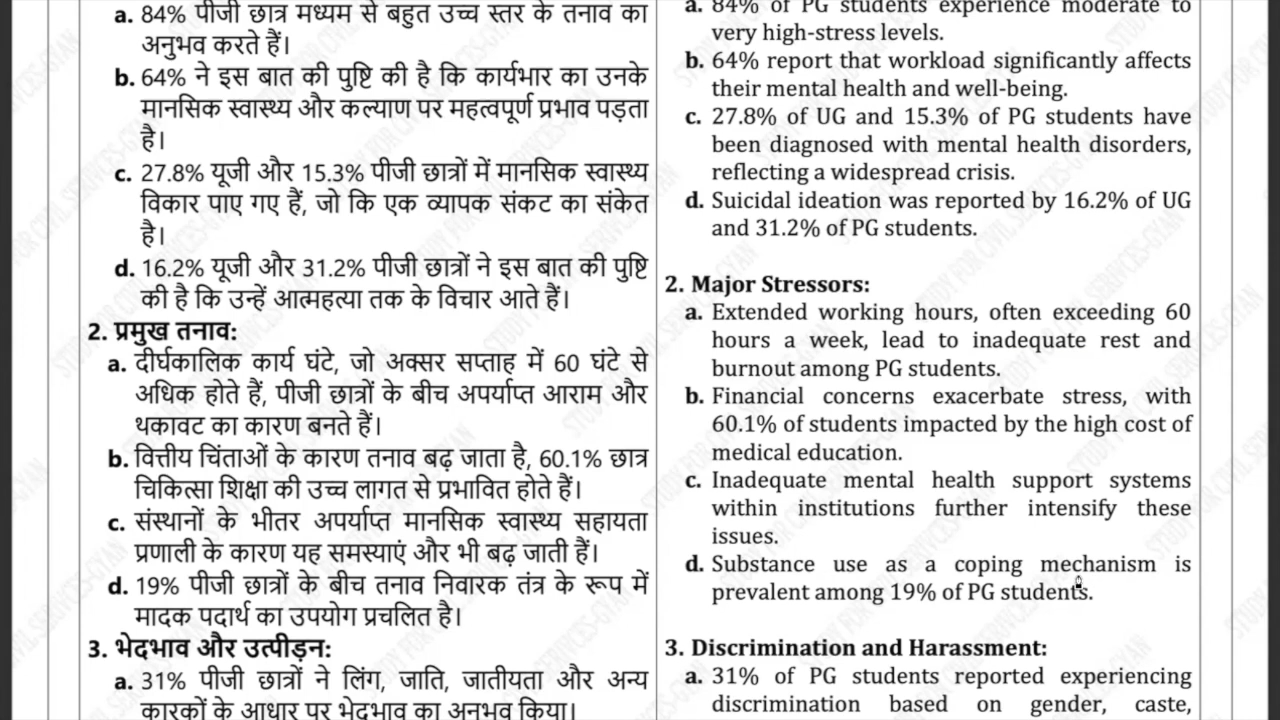 a. 84% पीजी छात्र मध्यम से बहुत उच्च स्तर के तनाव का
अनुभव करते हैं।
b. 64% ने इस बात की पुष्टि की है कि कार्यभार का उनके
मानसिक स्वास्थ्य और कल्याण पर महत्वपूर्ण प्रभाव पड़ता
है।
c. 27.8% यूजी और 15.3% पीजी छात्रों में मानसिक स्वास्थ्य
विकार पाए गए हैं, जो कि एक व्यापक संकट का संकेत
है।
d. 16.2% यूजी और 31.2% पीजी छात्रों ने इस बात की पुष्टि
की है कि उन्हें आत्महत्या तक के विचार आते हैं।
2. प्रमुख तनाव:
a. दीर्घकालिक कार्य घंटे, जो अक्सर सप्ताह में 60 घंटे से
अधिक होते हैं, पीजी छात्रों के बीच अपर्याप्त आराम और
थकावट का कारण बनते हैं।
b. वित्तीय चिंताओं के कारण तनाव बढ़ जाता है, 60.1% छात्र
चिकित्सा शिक्षा की उच्च लागत से प्रभावित होते हैं।
c. संस्थानों के भीतर अपर्याप्त मानसिक स्वास्थ्य सहायता
प्रणाली के कारण यह समस्याएं और भी बढ़ जाती हैं।
d. 19% पीजी छात्रों के बीच तनाव निवारक तंत्र के रूप में
मादक पदार्थ का उपयोग प्रचलित है।
3. भेदभाव और उत्पीड़न:
a. 31% पीजी छात्रों ने लिंग, जाति, जातीयता और अन्य
कारकों के आधार पर भेदभाव का अनुभव किया।
a. 84% of PG students experience moderate to
very high-stress levels.
b. 64% report that workload significantly affects
their mental health and well-being.
c. 27.8% of UG and 15.3% of PG students have
been diagnosed with mental health disorders,
reflecting a widespread crisis.
d. Suicidal ideation was reported by 16.2% of UG
and 31.2% of PG students.
2. Major Stressors:
a. Extended working hours, often exceeding 60
hours a week, lead to inadequate rest and
burnout among PG students.
b. Financial concerns exacerbate stress, with
60.1% of students impacted by the high cost of
medical education.
c. Inadequate mental health support systems
within institutions further intensify these
issues.
d. Substance use as a coping mechanism is
prevalent among 19% of PG students.
3. Discrimination and Harassment:
a. 31% of PG students reported experiencing
discrimination based on gender, caste,